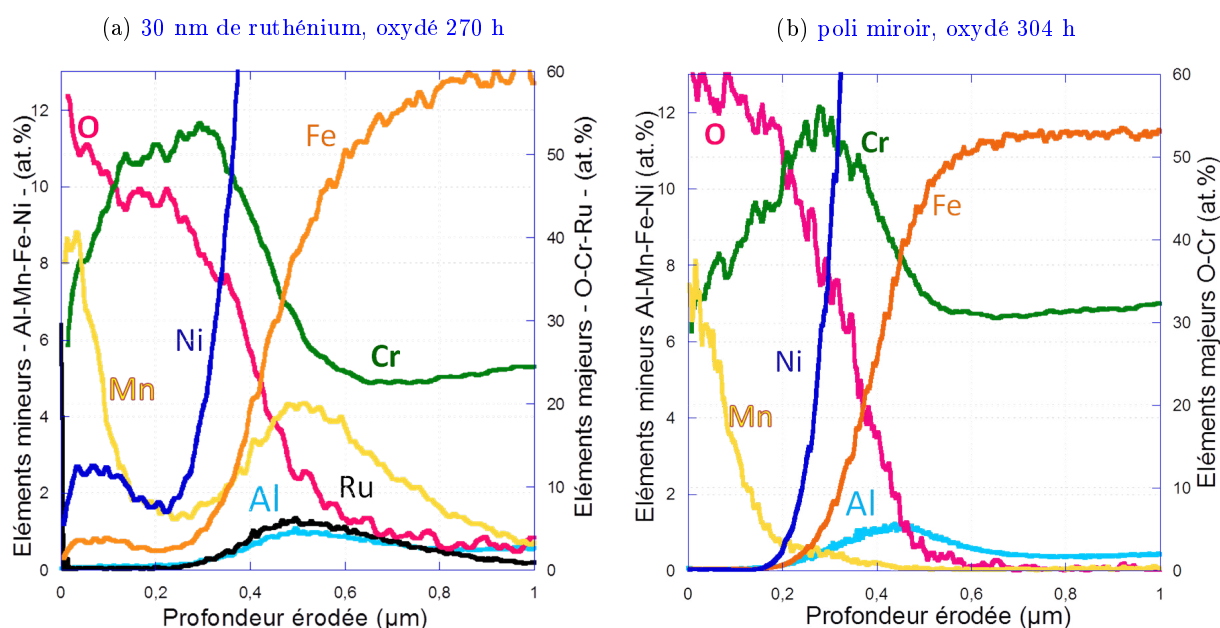 (a) 30 nm de ruthénium, oxydé 270 h
(b) poli miroir, oxydé 304 h
Eléments mineurs - Al-Mn-Fe-Ni - (at.%)
12
10
8
6
4
2
0
O
Mn
Ni
Fe
Cr
Al
Ru
60
50
40
30
20
10
0
Eléments majeurs - O-Cr-Ru - (at.%)
0
0,2
0,4
0,6
0,8
1
Profondeur érodée (µm)
Eléments mineurs Al-Mn-Fe-Ni (at.%)
12
10
8
6
4
2
0
O
Cr
Fe
Ni
Mn
Al
60
50
40
30
20
10
0
Eléments majeurs O-Cr (at.%)
0
0,2
0,4
0,6
0,8
1
Profondeur érodée (µm)